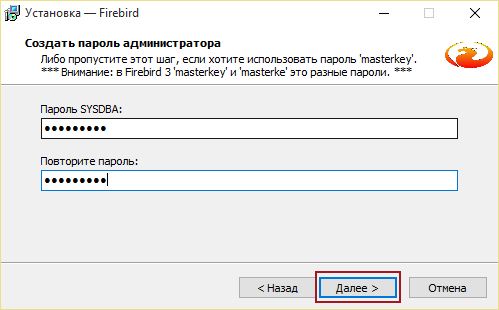 Установка — Firebird
Создать пароль администратора
Либо пропустите этот шаг, если хотите использовать пароль 'masterkey'.
*** Внимание: в Firebird 3 'masterkey' и 'masterke' это разные пароли. ***
Пароль SYSDBA:
●●●●●●●●●
Повторите пароль:
●●●●●●●●●
< Назад
Далее >
Отмена